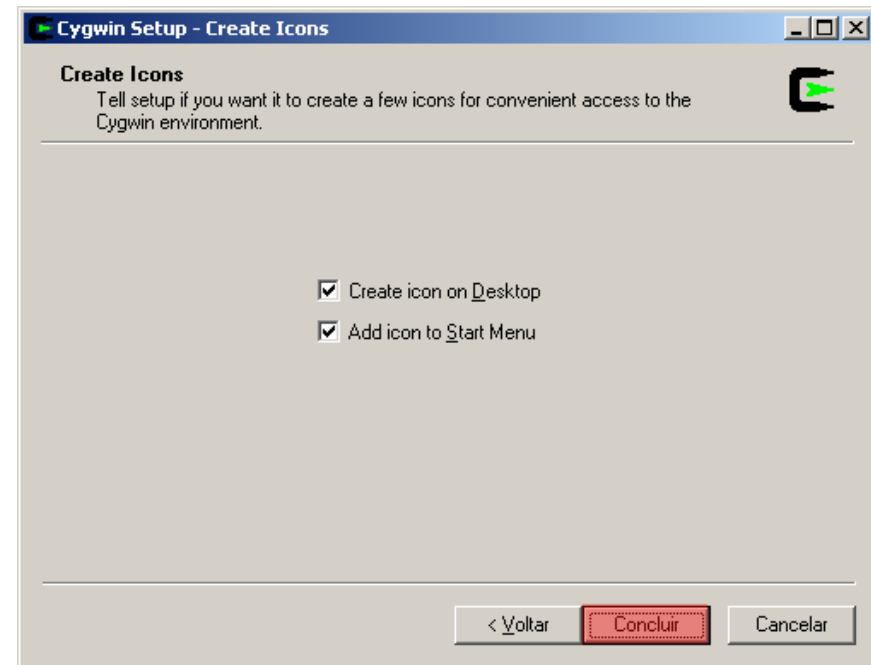 Cygwin Setup - Create Icons
Create Icons
Tell setup if you want it to create a few icons for convenient access to the
Cygwin environment.
Create icon on Desktop
Add icon to Start Menu
< Voltar
Concluir
Cancelar